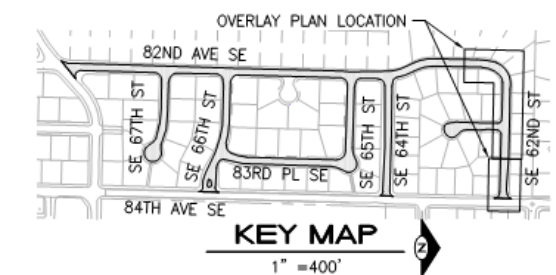 OVERLAY PLAN LOCATION
82ND AVE SE
SE 67TH ST
SE 66TH ST
SE 65TH ST
SE 64TH ST
SE 62ND ST
83RD PL SE
84TH AVE SE
KEY MAP
1" =400'
N